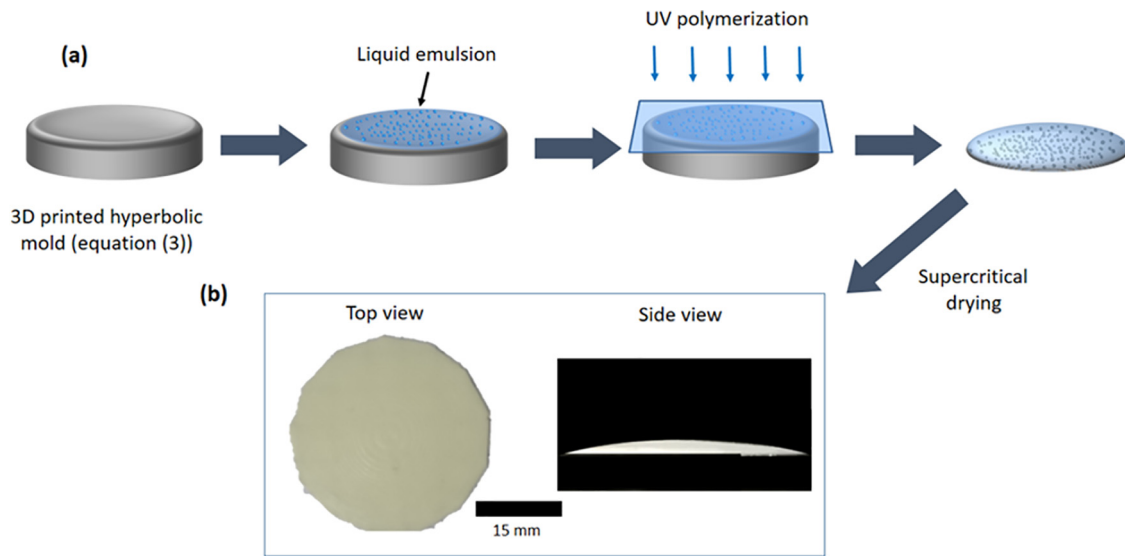 (a)
Liquid emulsion
UV polymerization
3D printed hyperbolic
mold (equation (3))
Supercritical
drying
(b)
Top view
Side view
15 mm